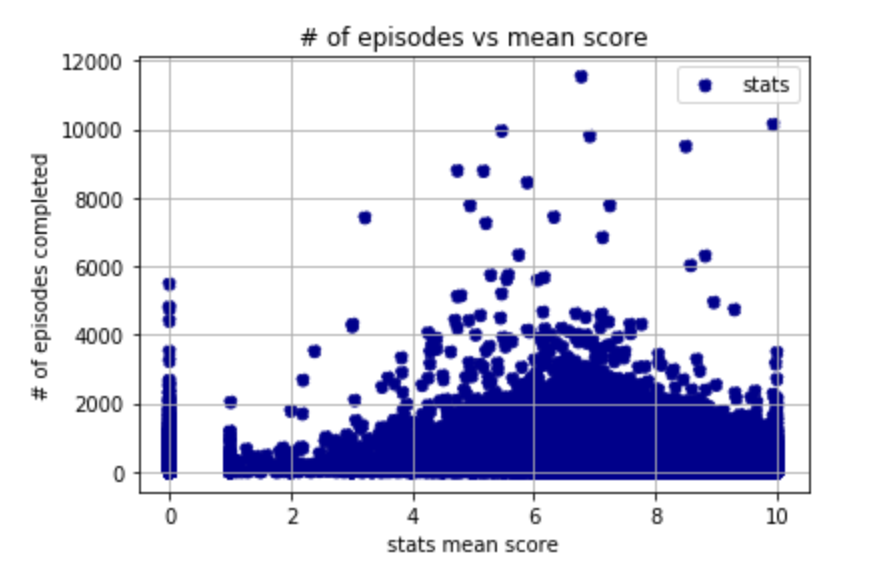 # of episodes vs mean score
stats
# of episodes completed
12000
10000
8000
6000
4000
2000
0
0 2 4 6 8 10
stats mean score